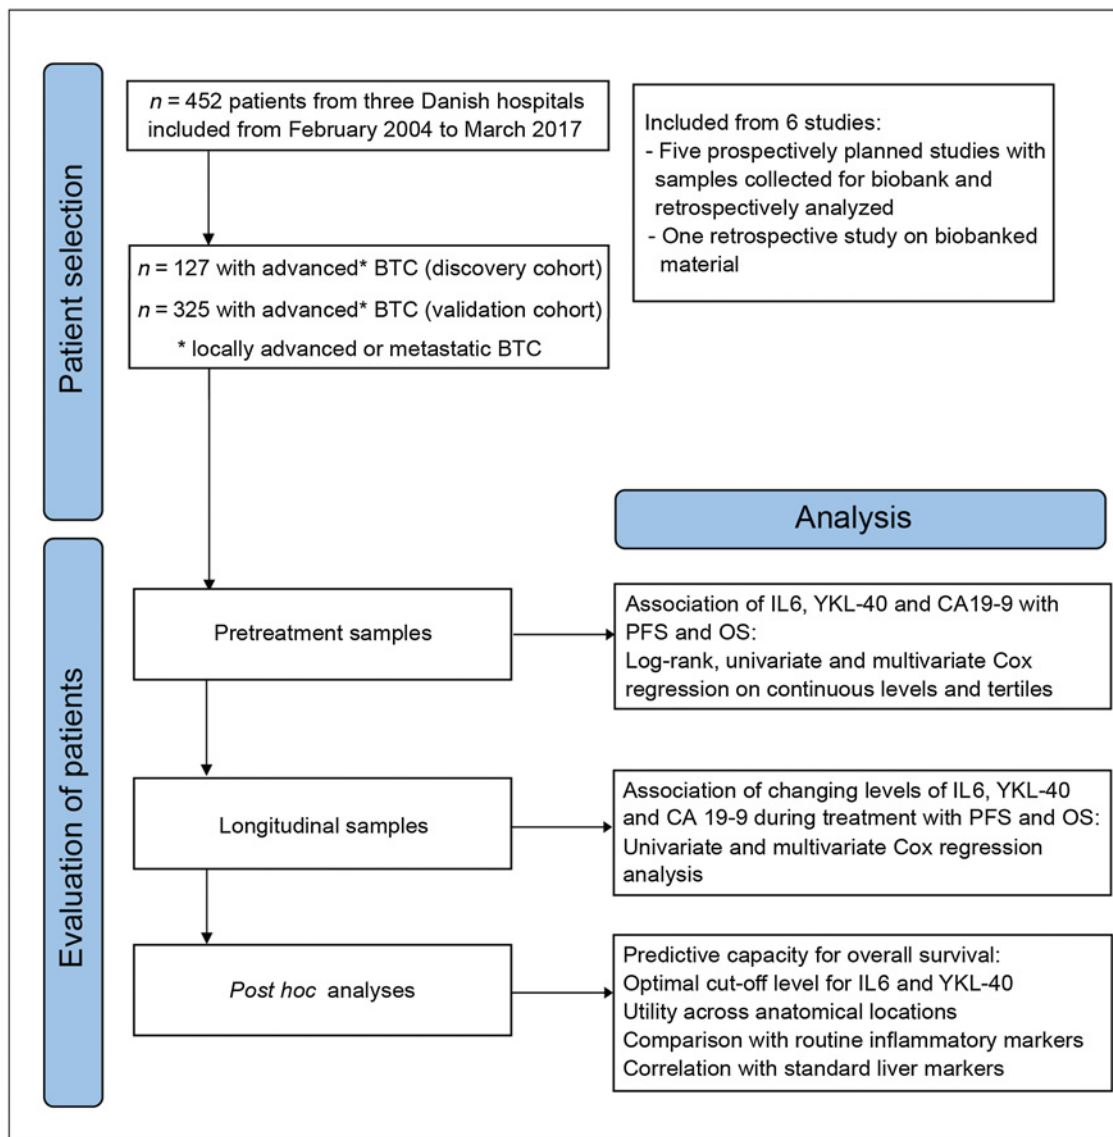 Patient selection
n = 452 patients from three Danish hospitals
included from February 2004 to March 2017
Included from 6 studies:
- Five prospectively planned studies with
samples collected for biobank and
retrospectively analyzed
- One retrospective study on biobanked
material
n = 127 with advanced* BTC (discovery cohort)
n = 325 with advanced* BTC (validation cohort)
* locally advanced or metastatic BTC
Evaluation of patients
Analysis
Pretreatment samples
Association of IL6, YKL-40 and CA19-9 with
PFS and OS:
Log-rank, univariate and multivariate Cox
regression on continuous levels and tertiles
Longitudinal samples
Association of changing levels of IL6, YKL-40
and CA 19-9 during treatment with PFS and OS:
Univariate and multivariate Cox regression
analysis
Post hoc analyses
Predictive capacity for overall survival:
Optimal cut-off level for IL6 and YKL-40
Utility across anatomical locations
Comparison with routine inflammatory markers
Correlation with standard liver markers